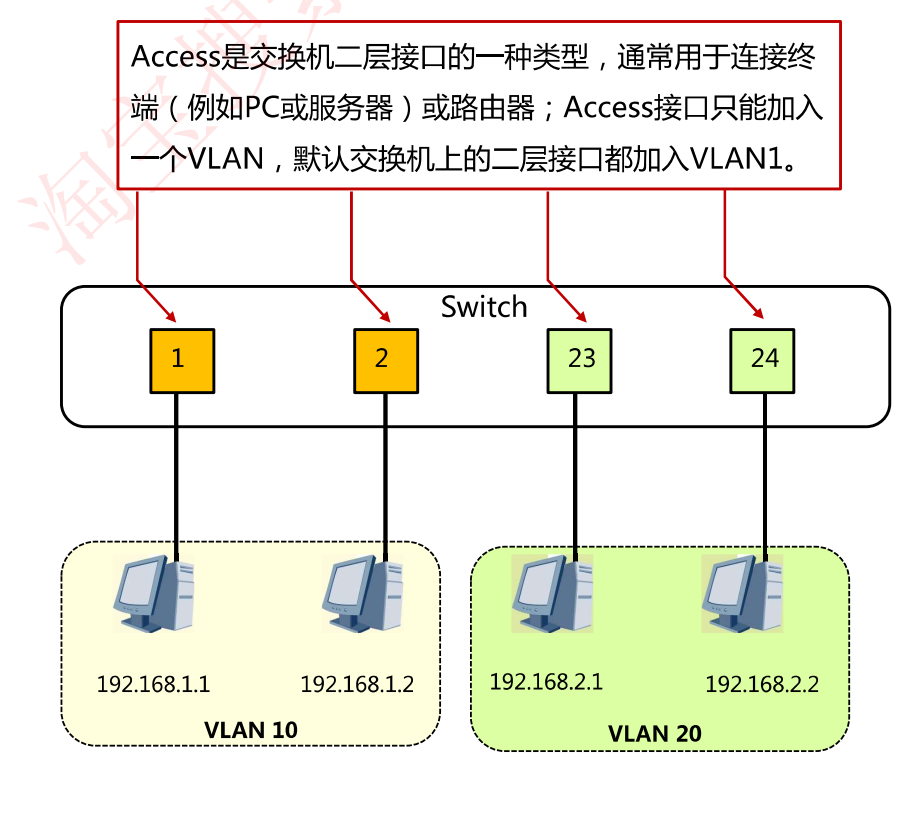 淘宝搜索
Access是交换机二层接口的一种类型，通常用于连接终
端（例如PC或服务器）或路由器；Access接口只能加入
一个VLAN，默认交换机上的二层接口都加入VLAN1。
Switch
1
2
23
24
192.168.1.1
192.168.1.2
192.168.2.1
192.168.2.2
VLAN 10
VLAN 20